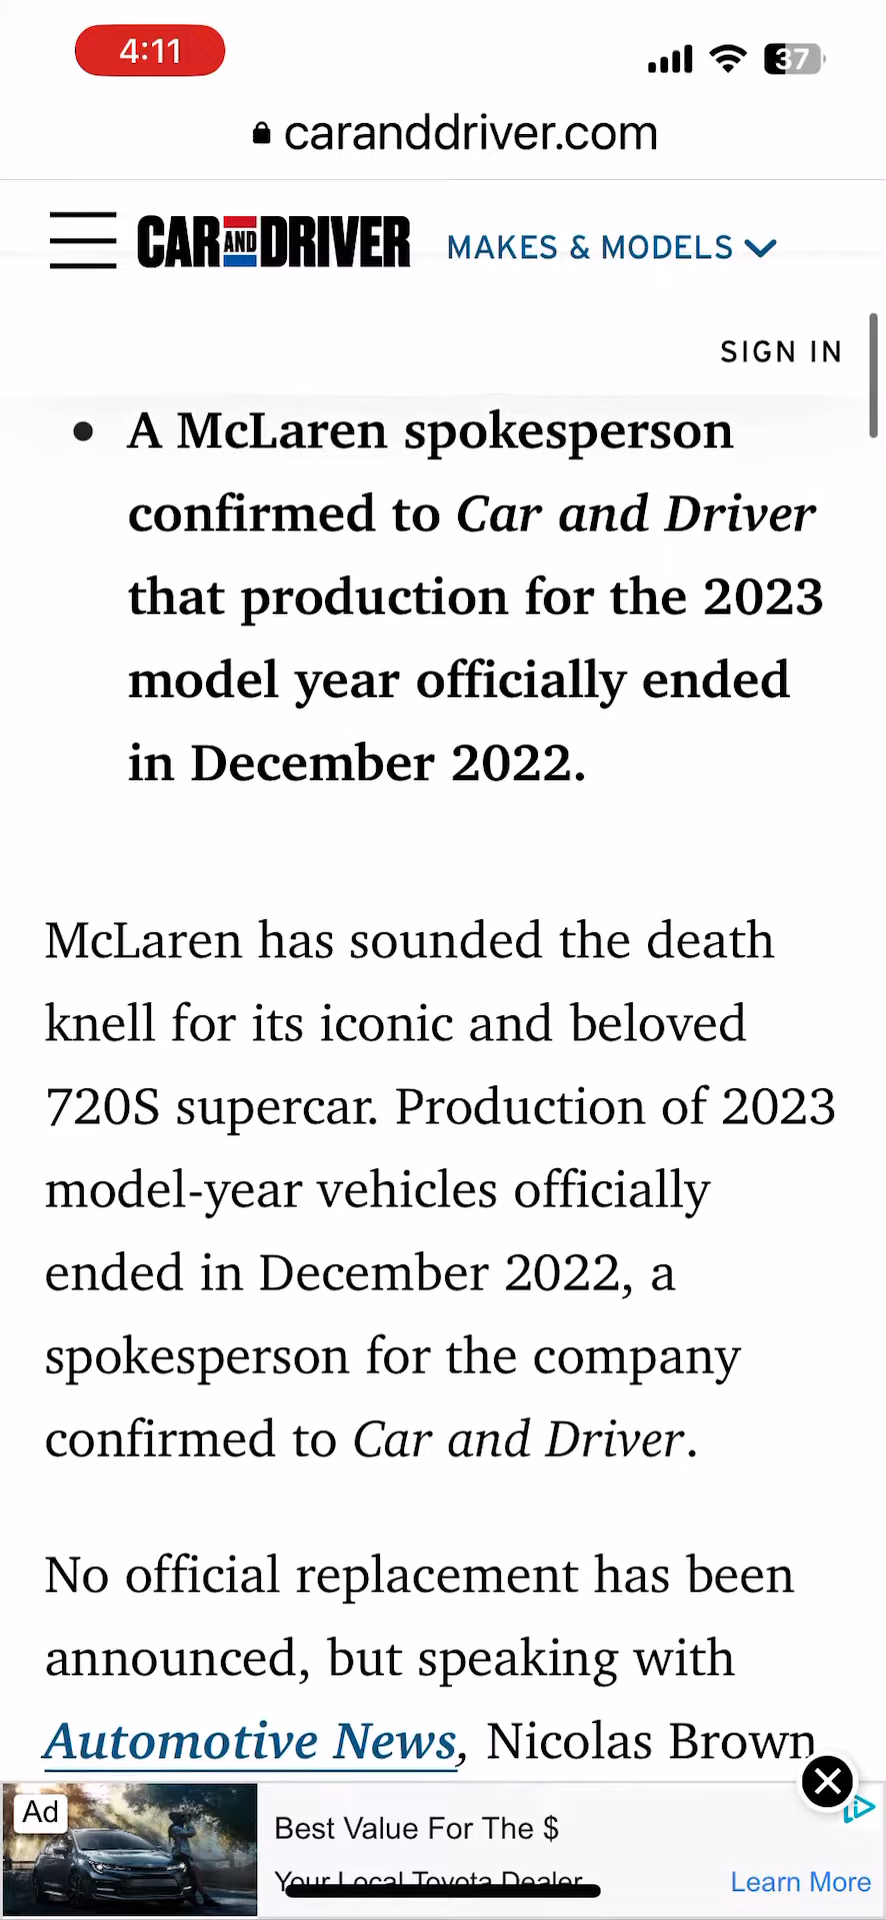 4:11
37
caranddriver.com
CAR AND DRIVER MAKES & MODELS
SIGN IN
• A McLaren spokesperson
confirmed to Car and Driver
that production for the 2023
model year officially ended
in December 2022.
McLaren has sounded the death
knell for its iconic and beloved
720S supercar. Production of 2023
model-year vehicles officially
ended in December 2022, a
spokesperson for the company
confirmed to Car and Driver.
No official replacement has been
announced, but speaking with
Automotive News, Nicolas Brown
Ad
Best Value For The $
Your Local Toyota Dealer
Learn More